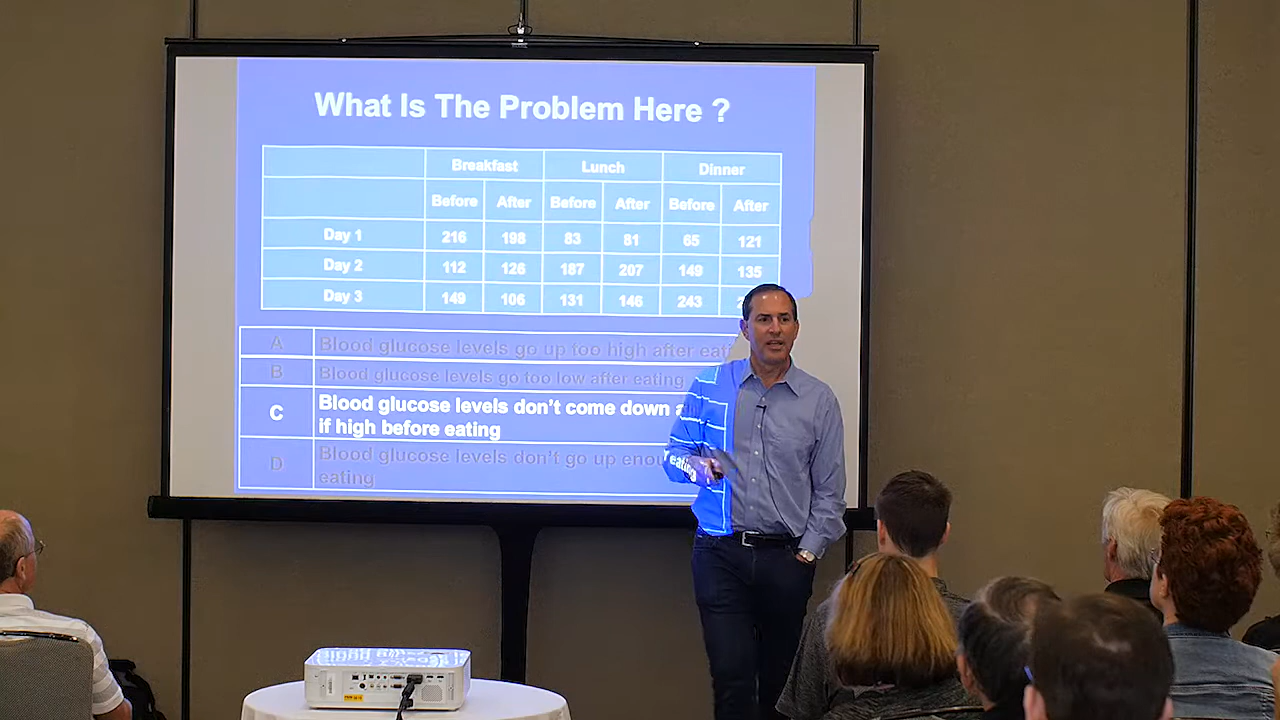 What Is The Problem Here ?
Breakfast Lunch Dinner
Before After Before After Before After
Day 1 216 198 83 81 65 121
Day 2 112 126 187 207 149 135
Day 3 149 106 131 146 243
A Blood glucose levels go up too high after
B Blood glucose levels go too low after eating
C Blood glucose levels don't come down
if high before eating
D Blood glucose levels don't go up
eating
eating